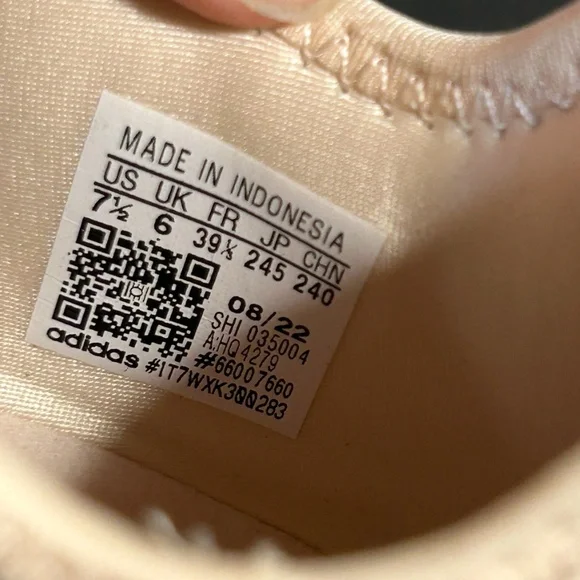 MADE IN INDONESIA
US UK FR JP CHN
7½ 6 39⅓ 245 240
08/22
SHI 035004
A:HQ4279
#66007660
adidas #1T7WXK300283